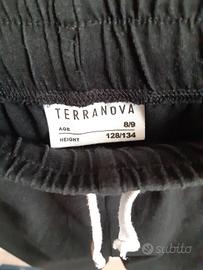 TERRANOVA
AGE 8/9
HEIGHT 128/134
subito